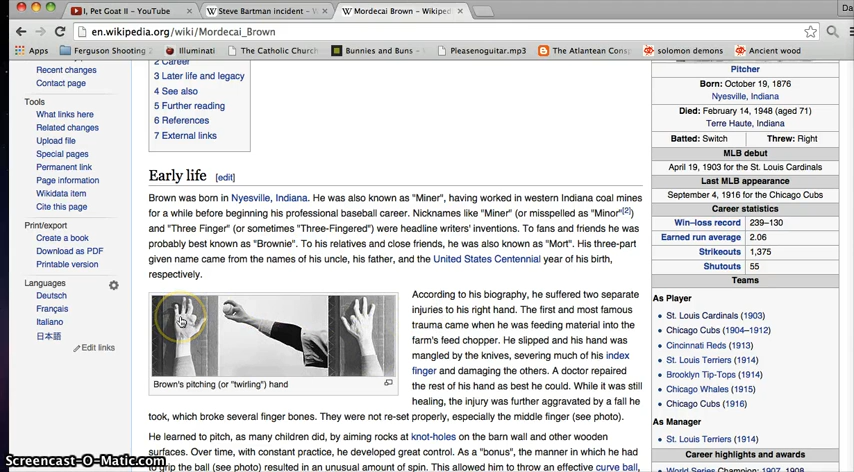 I, Pet Goat II - YouTube
Steve Bartman incident - W
Mordecai Brown - Wikiped
Da
en.wikipedia.org/wiki/Mordecai_Brown
Apps
Ferguson Shooting
Illuminati
The Catholic Church
Bunnies and Buns -
Pleasenoguitar.mp3
The Atlantean Cons
solomon demons
Ancient wood
Recent changes
Contact page
Tools
What links here
Related changes
Upload file
Special pages
Permanent link
Page information
Wikidata item
Cite this page
Print/export
Create a book
Download as PDF
Printable version
Languages
Deutsch
Français
Italiano
日本語
Edit links
2 Career
3 Later life and legacy
4 See also
5 Further reading
6 References
7 External links
Early life [edit]
Brown was born in Nyesville, Indiana. He was also known as "Miner", having worked in western Indiana coal mines
for a while before beginning his professional baseball career. Nicknames like "Miner" (or misspelled as "Minor"[2])
and "Three Finger" (or sometimes "Three-Fingered") were headline writers' inventions. To fans and friends he was
probably best known as "Brownie". To his relatives and close friends, he was also known as "Mort". His three-part
given name came from the names of his uncle, his father, and the United States Centennial year of his birth,
respectively.
Brown's pitching (or "twirling") hand
According to his biography, he suffered two separate
injuries to his right hand. The first and most famous
trauma came when he was feeding material into the
farm's feed chopper. He slipped and his hand was
mangled by the knives, severing much of his index
finger and damaging the others. A doctor repaired
the rest of his hand as best he could. While it was still
healing, the injury was further aggravated by a fall he
took, which broke several finger bones. They were not re-set properly, especially the middle finger (see photo).
He learned to pitch, as many children did, by aiming rocks at knot-holes on the barn wall and other wooden
surfaces. Over time, with constant practice, he developed great control. As a "bonus", the manner in which he had
to grip the ball (see photo) resulted in an unusual amount of spin. This allowed him to throw an effective curve ball,
Pitcher
Born: October 19, 1876
Nyesville, Indiana
Died: February 14, 1948 (aged 71)
Terre Haute, Indiana
Batted: Switch
Threw: Right
MLB debut
April 19, 1903 for the St. Louis Cardinals
Last MLB appearance
September 4, 1916 for the Chicago Cubs
Career statistics
Win–loss record 239–130
Earned run average 2.06
Strikeouts 1,375
Shutouts 55
Teams
As Player
St. Louis Cardinals (1903)
Chicago Cubs (1904–1912)
Cincinnati Reds (1913)
St. Louis Terriers (1914)
Brooklyn Tip-Tops (1914)
Chicago Whales (1915)
Chicago Cubs (1916)
As Manager
St. Louis Terriers (1914)
Career highlights and awards
World Series Champion: 1907, 1908
Screencast-O-Matic.com